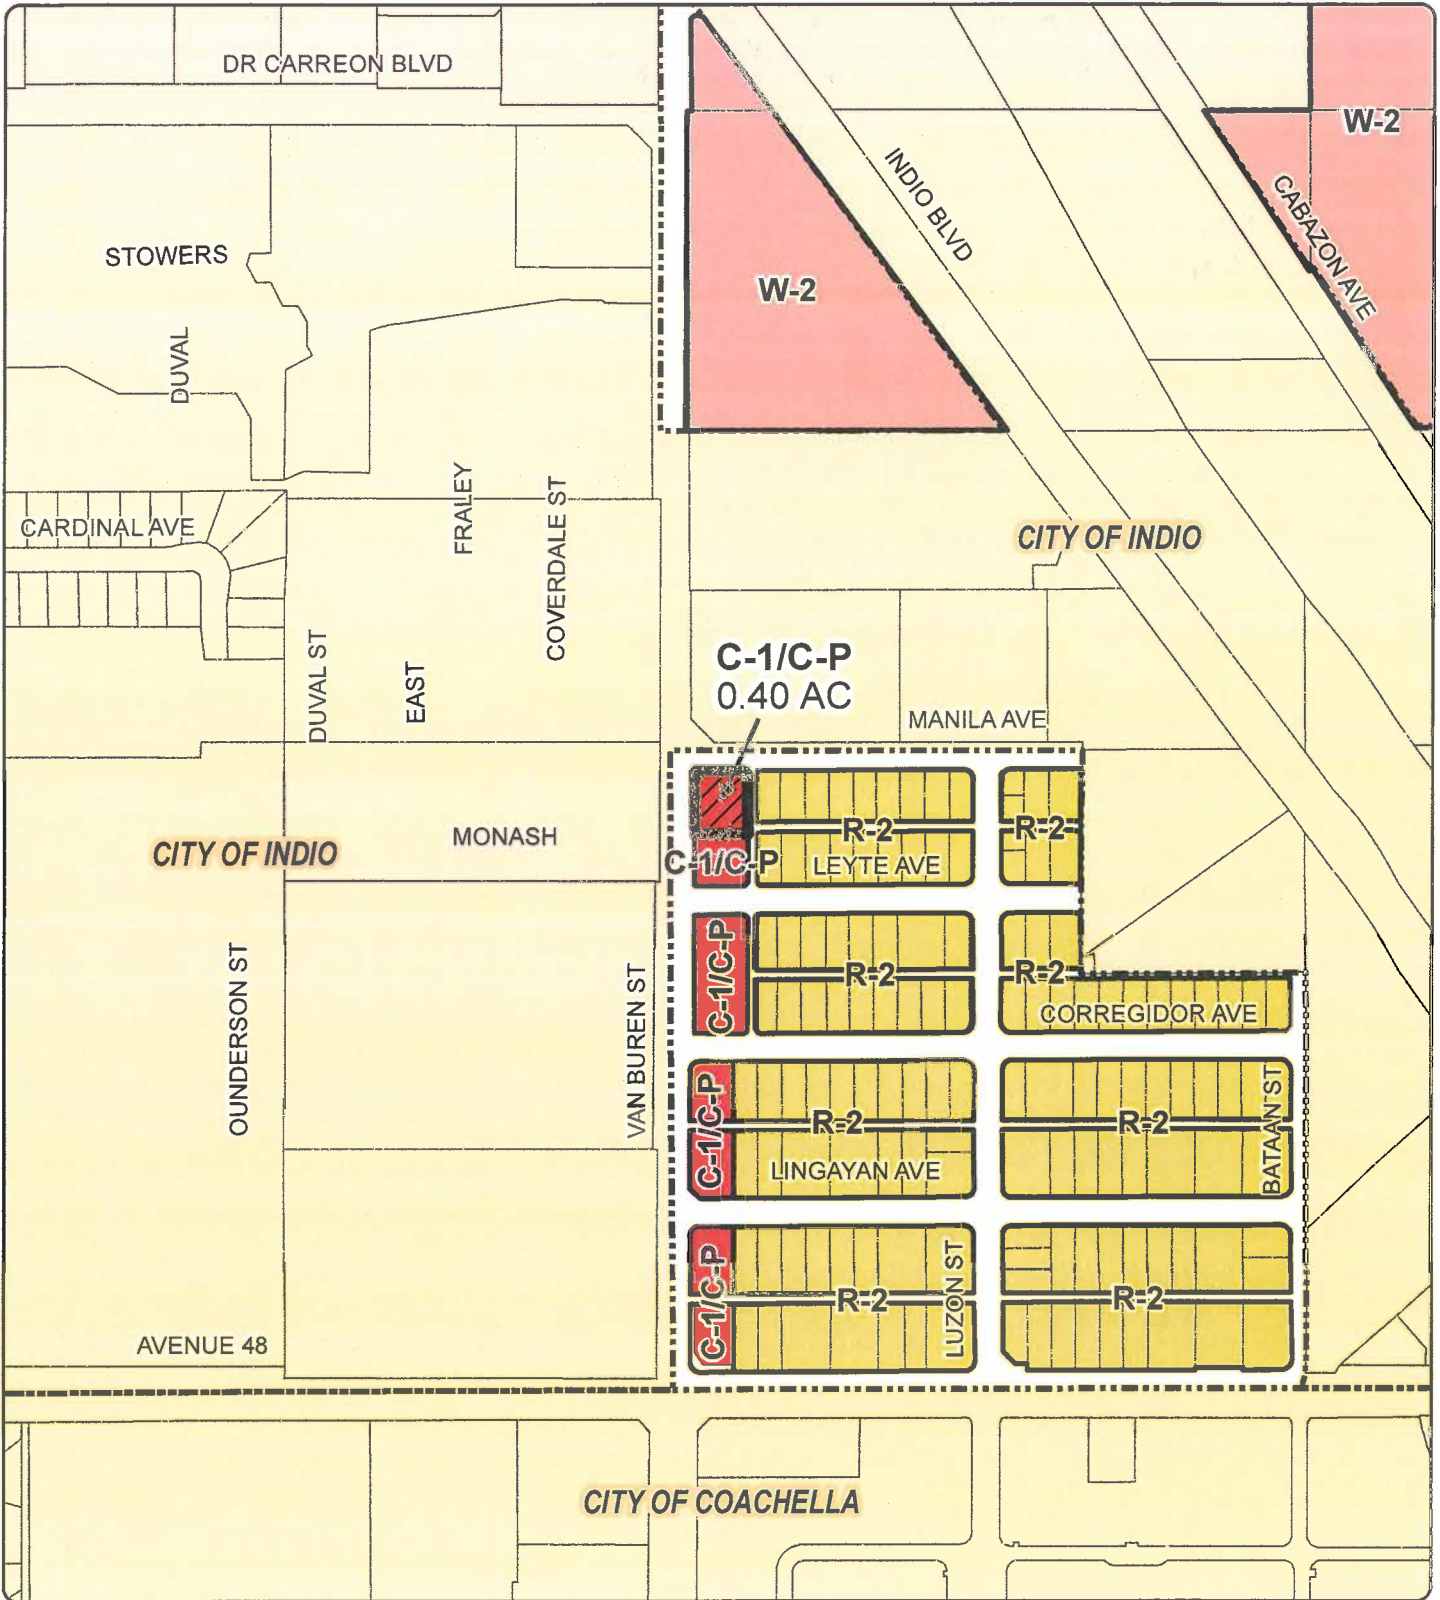 DR CARREON BLVD
W-2
INDIO BLVD
CABAZON AVE
STOWERS
W-2
DUVAL
FRALEY
COVERDALE ST
CARDINAL AVE
CITY OF INDIO
DUVAL ST
EAST
C-1/C-P
0.40 AC
MANILA AVE
MONASH
CITY OF INDIO
R-2
R-2
C-1/C-P
LEYTE AVE
OUNDERSON ST
VAN BUREN ST
C-1/C-P
R-2
R-2
CORREGIDOR AVE
C-1/C-P
R-2
R-2
BATAAN ST
LINGAYAN AVE
C-1/C-P
R-2
LUZON ST
R-2
AVENUE 48
CITY OF COACHELLA